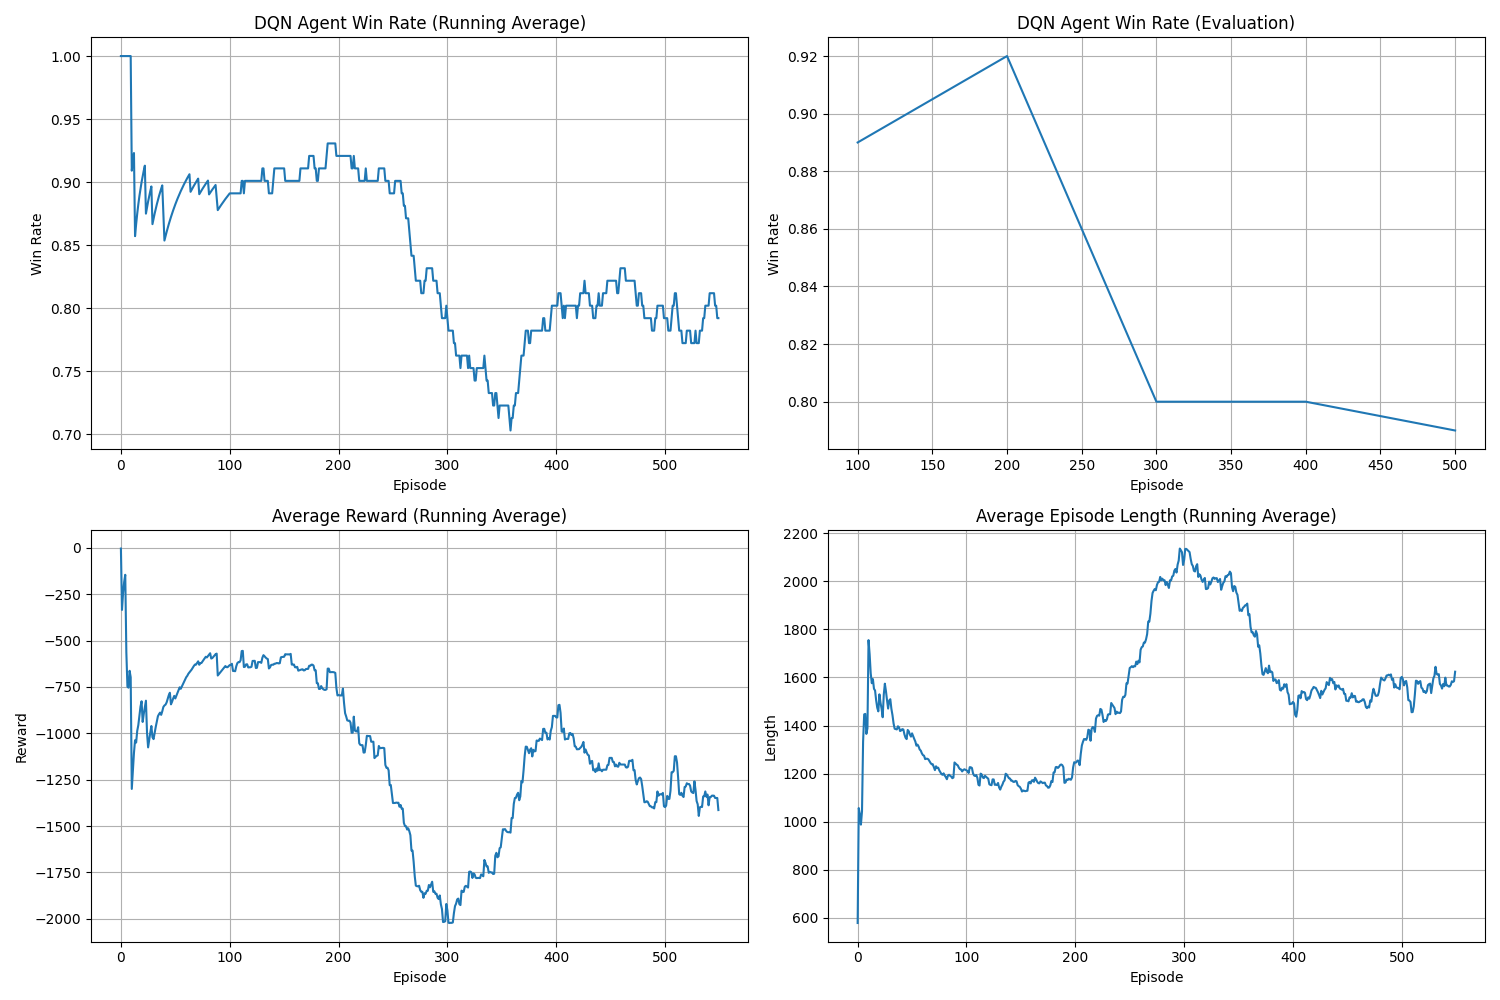 DQN Agent Win Rate (Running Average)
1.00
0.95
0.90
0.85
0.80
0.75
0.70
Win Rate
0 100 200 300 400 500
Episode
DQN Agent Win Rate (Evaluation)
0.92
0.90
0.88
0.86
0.84
0.82
0.80
Win Rate
100 150 200 250 300 350 400 450 500
Episode
Average Reward (Running Average)
0
−250
−500
−750
−1000
−1250
−1500
−1750
−2000
Reward
0 100 200 300 400 500
Episode
Average Episode Length (Running Average)
2200
2000
1800
1600
1400
1200
1000
800
600
Length
0 100 200 300 400 500
Episode